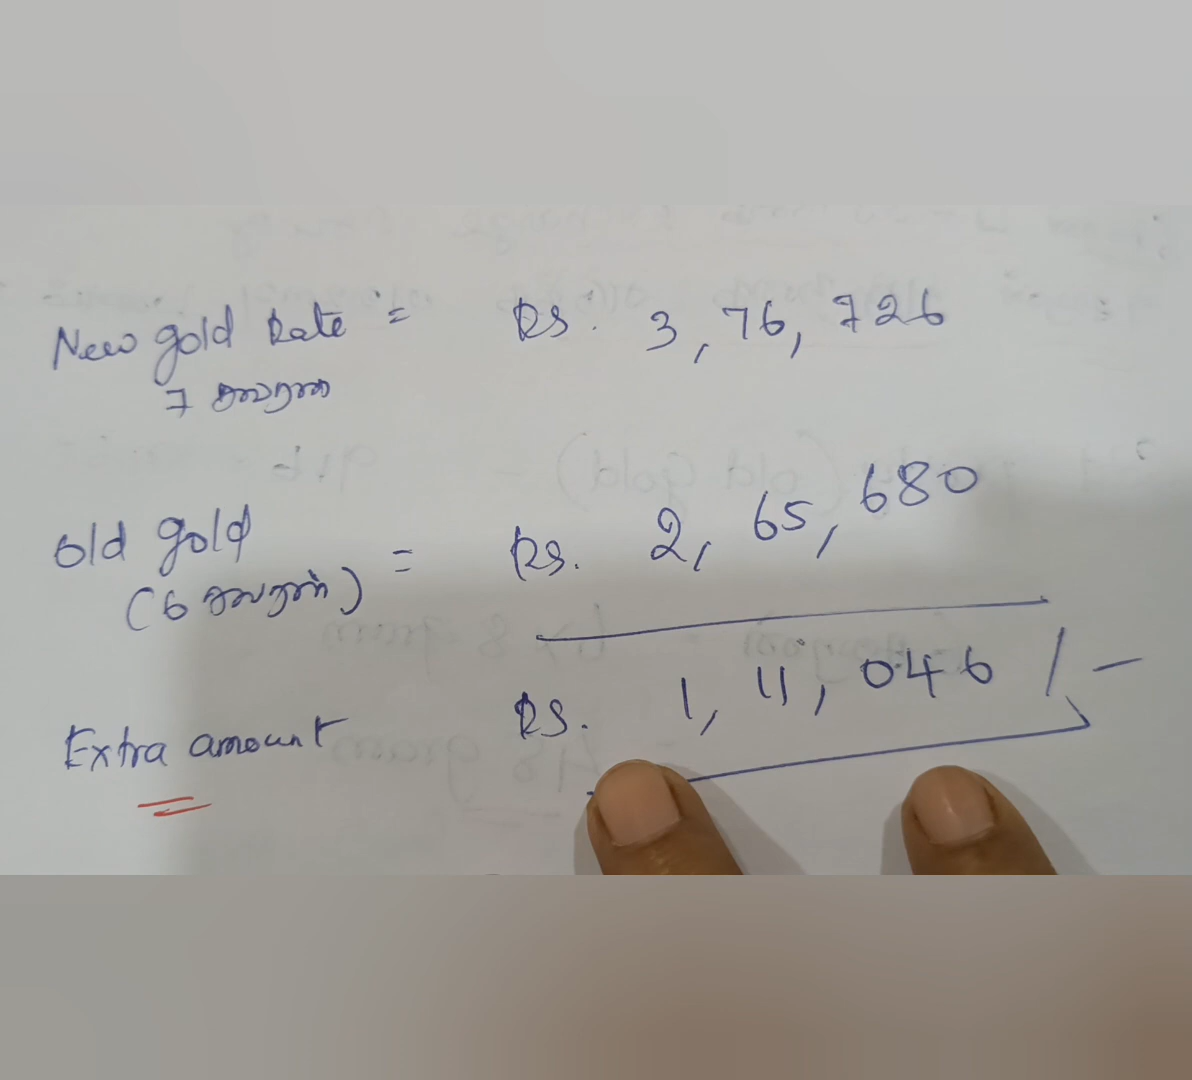 New gold Rate = Rs. 3,76,726
7 சவரன்
old gold = Rs. 2,65,680
(6 சவரன்)
Extra amount Rs. 1,11,046/-